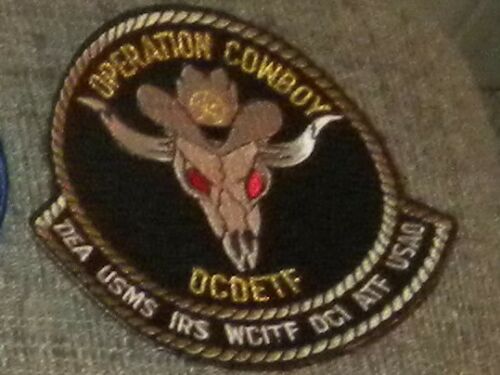 OPERATION COWBOY
OCDETF
DEA USMS IRS WCITF DCI ATF USAO